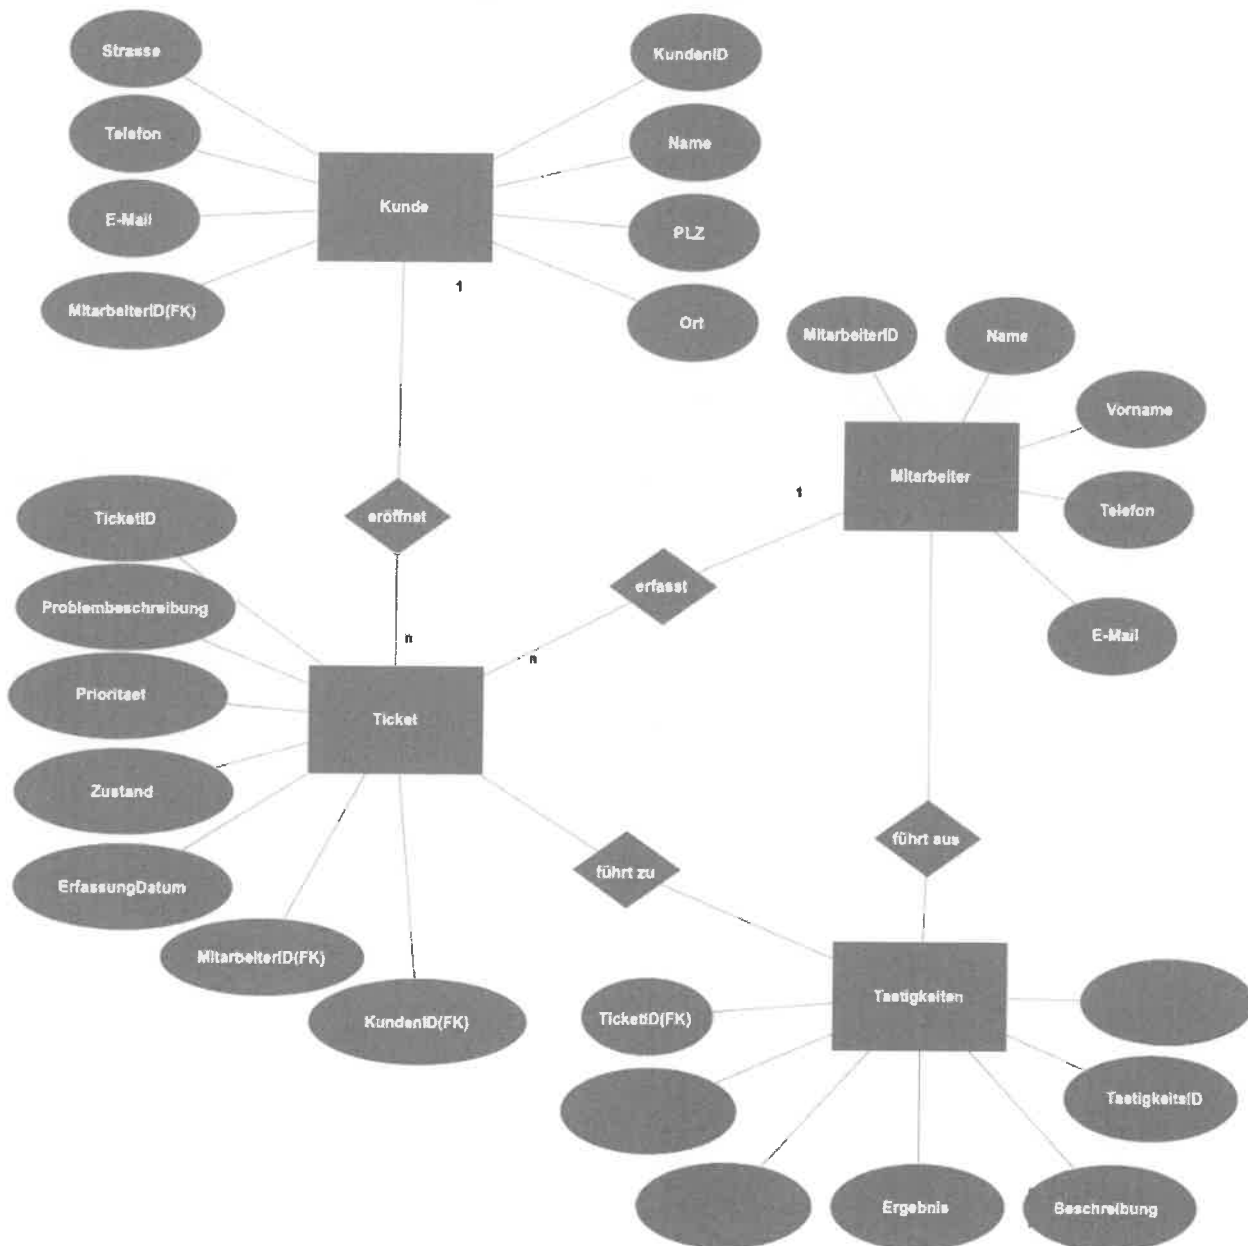 Strasse
KundenID
Telefon
Name
Kunde
E-Mail
PLZ
MitarbeiterID(FK)
1
Ort
MitarbeiterID
Name
Vorname
Mitarbeiter
1
Telefon
TicketID
eröffnet
erfasst
Problembeschreibung
n
n
E-Mail
Prioritaet
Ticket
Zustand
führt aus
führt zu
ErfassungDatum
MitarbeiterID(FK)
Taetigkeiten
KundenID(FK)
TicketID(FK)
TaetigkeitsID
Ergebnis
Beschreibung